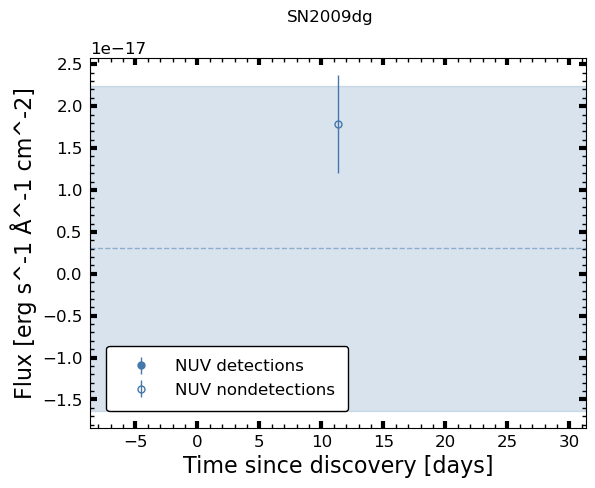 SN2009dg
1e−17
2.5
2.0
1.5
1.0
0.5
0.0
−0.5
−1.0
−1.5
Flux [erg s^-1 Å^-1 cm^-2]
NUV detections
NUV nondetections
−5 0 5 10 15 20 25 30
Time since discovery [days]